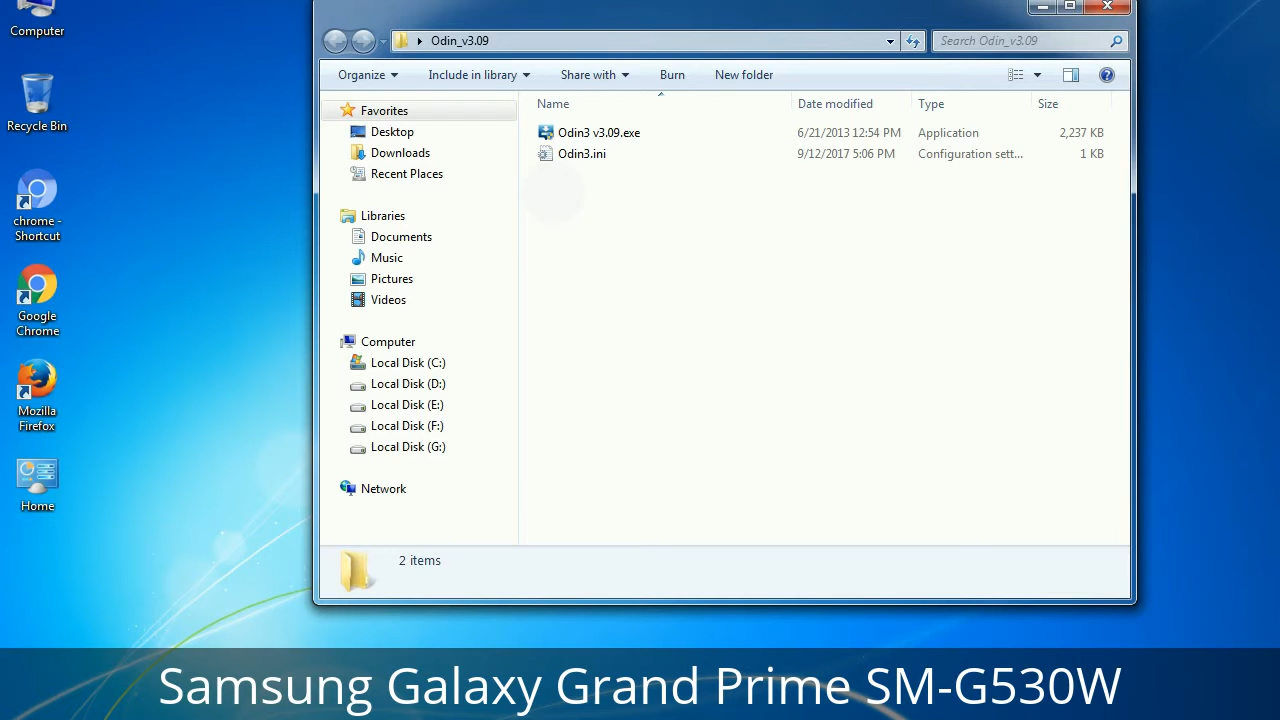 Computer
Recycle Bin
chrome -
Shortcut
Google
Chrome
Mozilla
Firefox
Home
Odin_v3.09
Search Odin_v3.09
Organize
Include in library
Share with
Burn
New folder
Favorites
Desktop
Downloads
Recent Places
Libraries
Documents
Music
Pictures
Videos
Computer
Local Disk (C:)
Local Disk (D:)
Local Disk (E:)
Local Disk (F:)
Local Disk (G:)
Network
Name Date modified Type Size
Odin3 v3.09.exe 6/21/2013 12:54 PM Application 2,237 KB
Odin3.ini 9/12/2017 5:06 PM Configuration sett... 1 KB
2 items
Samsung Galaxy Grand Prime SM-G530W